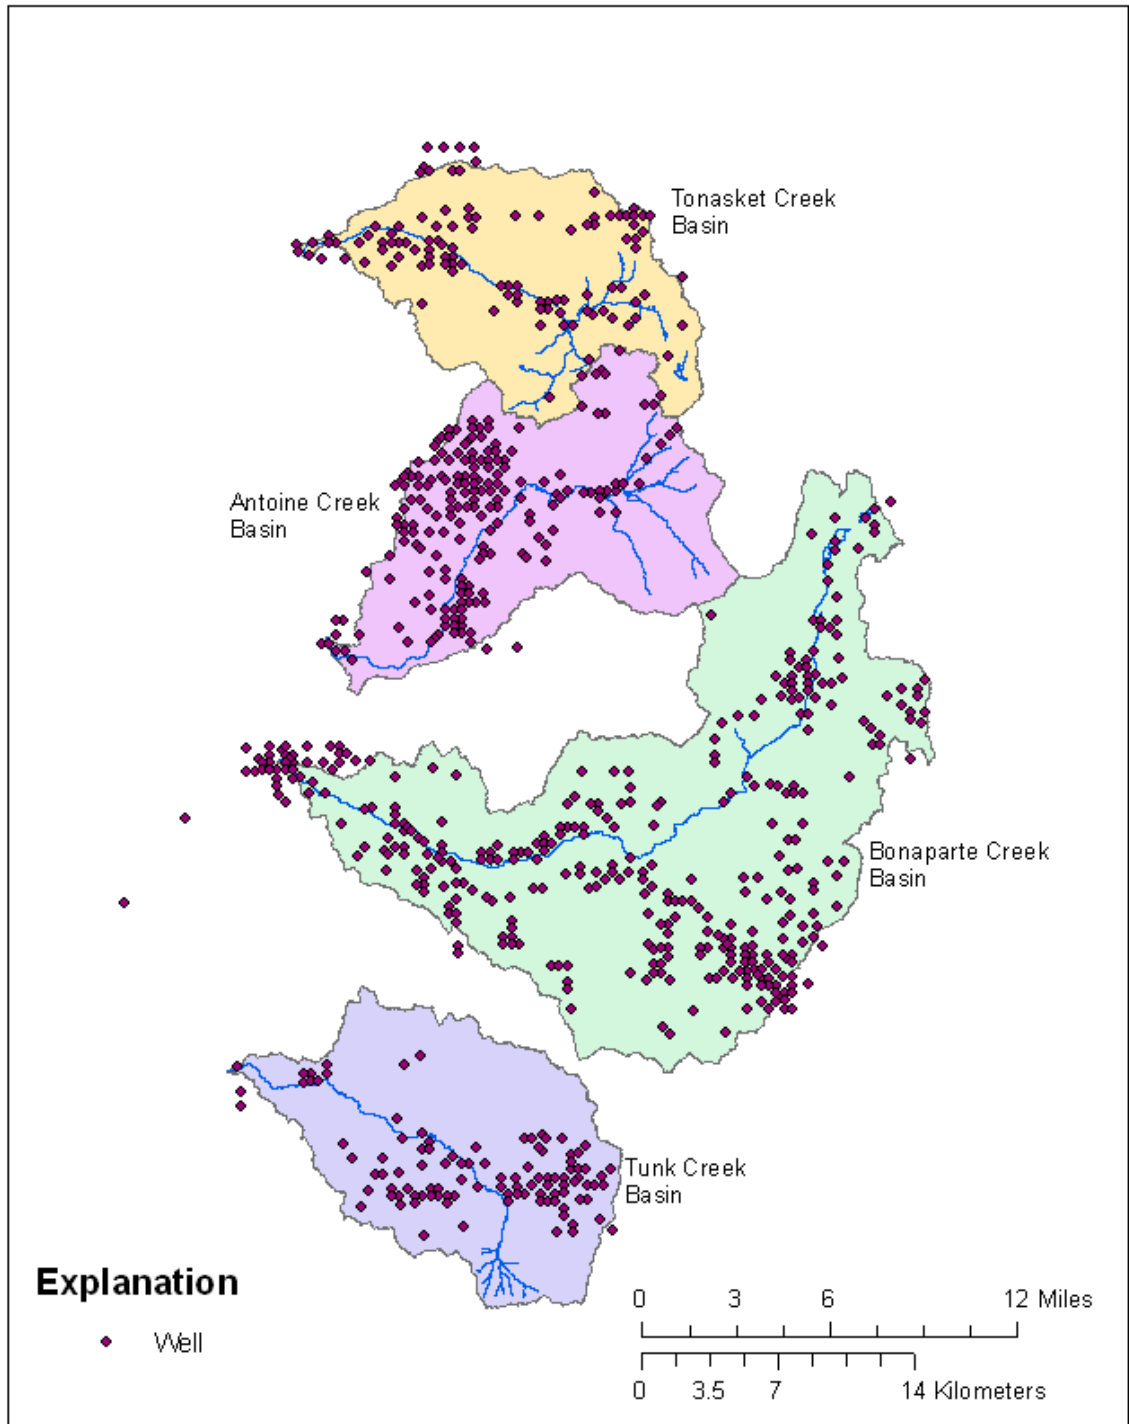 Tonasket Creek
Basin
Antoine Creek
Basin
Bonaparte Creek
Basin
Tunk Creek
Basin
Explanation
Well
0 3 6 12 Miles
0 3.5 7 14 Kilometers